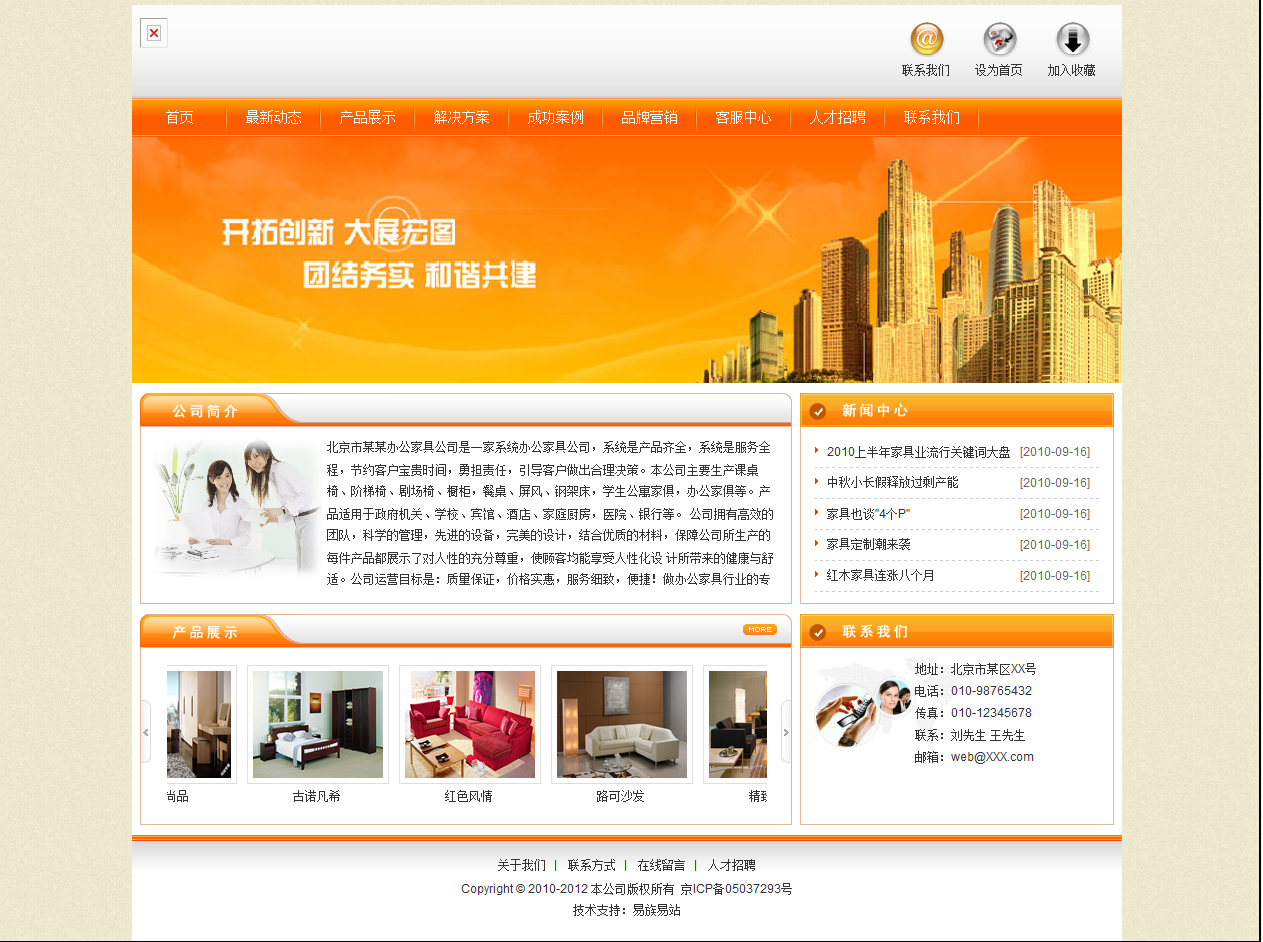 联系我们 设为首页 加入收藏
首页 最新动态 产品展示 解决方案 成功案例 品牌营销 客服中心 人才招聘 联系我们
开拓创新 大展宏图
团结务实 和谐共建
公司简介
北京市某某办公家具公司是一家系统办公家具公司，系统是产品齐全，系统是服务全
程，节约客户宝贵时间，勇担责任，引导客户做出合理决策。本公司主要生产课桌
椅、阶梯椅、剧场椅、橱柜，餐桌、屏风、钢架床，学生公寓家俱，办公家俱等。产
品适用于政府机关、学校、宾馆、酒店、家庭厨房，医院、银行等。 公司拥有高效的
团队，科学的管理，先进的设备，完美的设计，结合优质的材料，保障公司所生产的
每件产品都展示了对人性的充分尊重，使顾客均能享受人性化设 计所带来的健康与舒
适。公司运营目标是：质量保证，价格实惠，服务细致，便捷！做办公家具行业的专
新闻中心
2010上半年家具业流行关键词大盘 [2010-09-16]
中秋小长假释放过剩产能 [2010-09-16]
家具也谈"4个P" [2010-09-16]
家具定制潮来袭 [2010-09-16]
红木家具连涨八个月 [2010-09-16]
产品展示 MORE
尚品 古诺凡希 红色风情 路可沙发 精致
联系我们
地址：北京市某区XX号
电话：010-98765432
传真：010-12345678
联系：刘先生 王先生
邮箱：web@XXX.com
关于我们 | 联系方式 | 在线留言 | 人才招聘
Copyright © 2010-2012 本公司版权所有 京ICP备05037293号
技术支持：易族易站